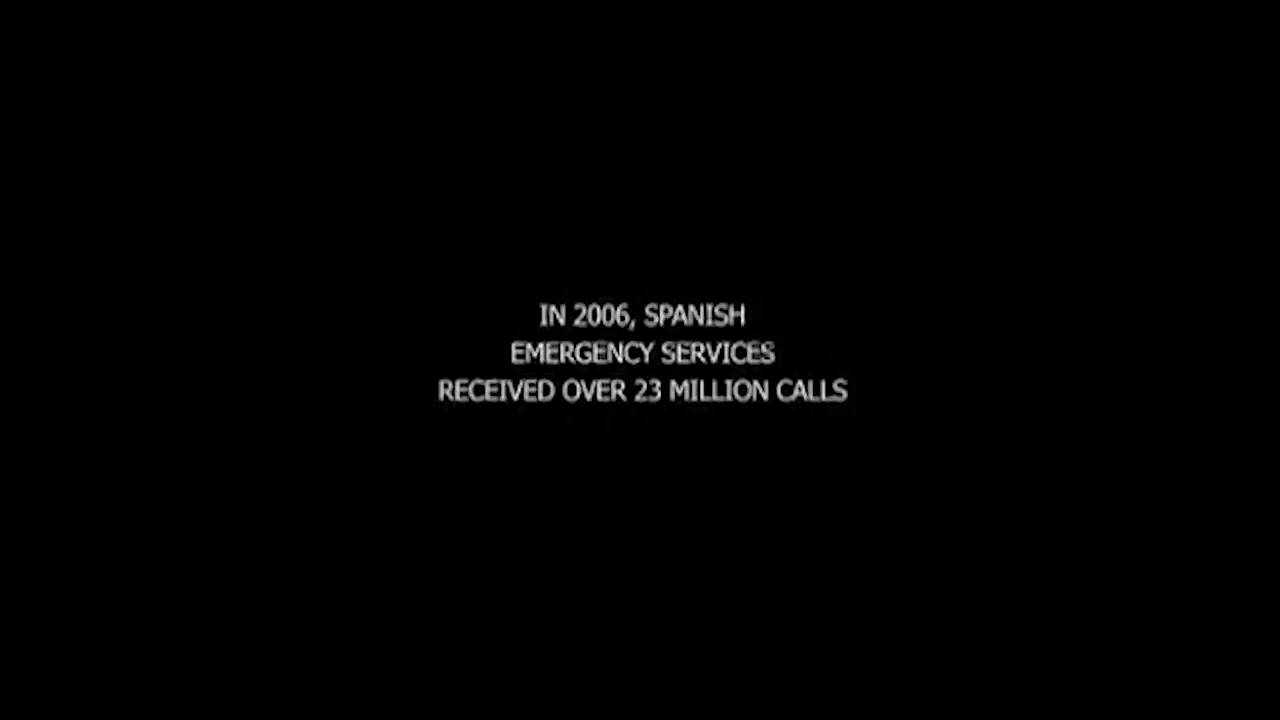 IN 2006, SPANISH
EMERGENCY SERVICES
RECEIVED OVER 23 MILLION CALLS